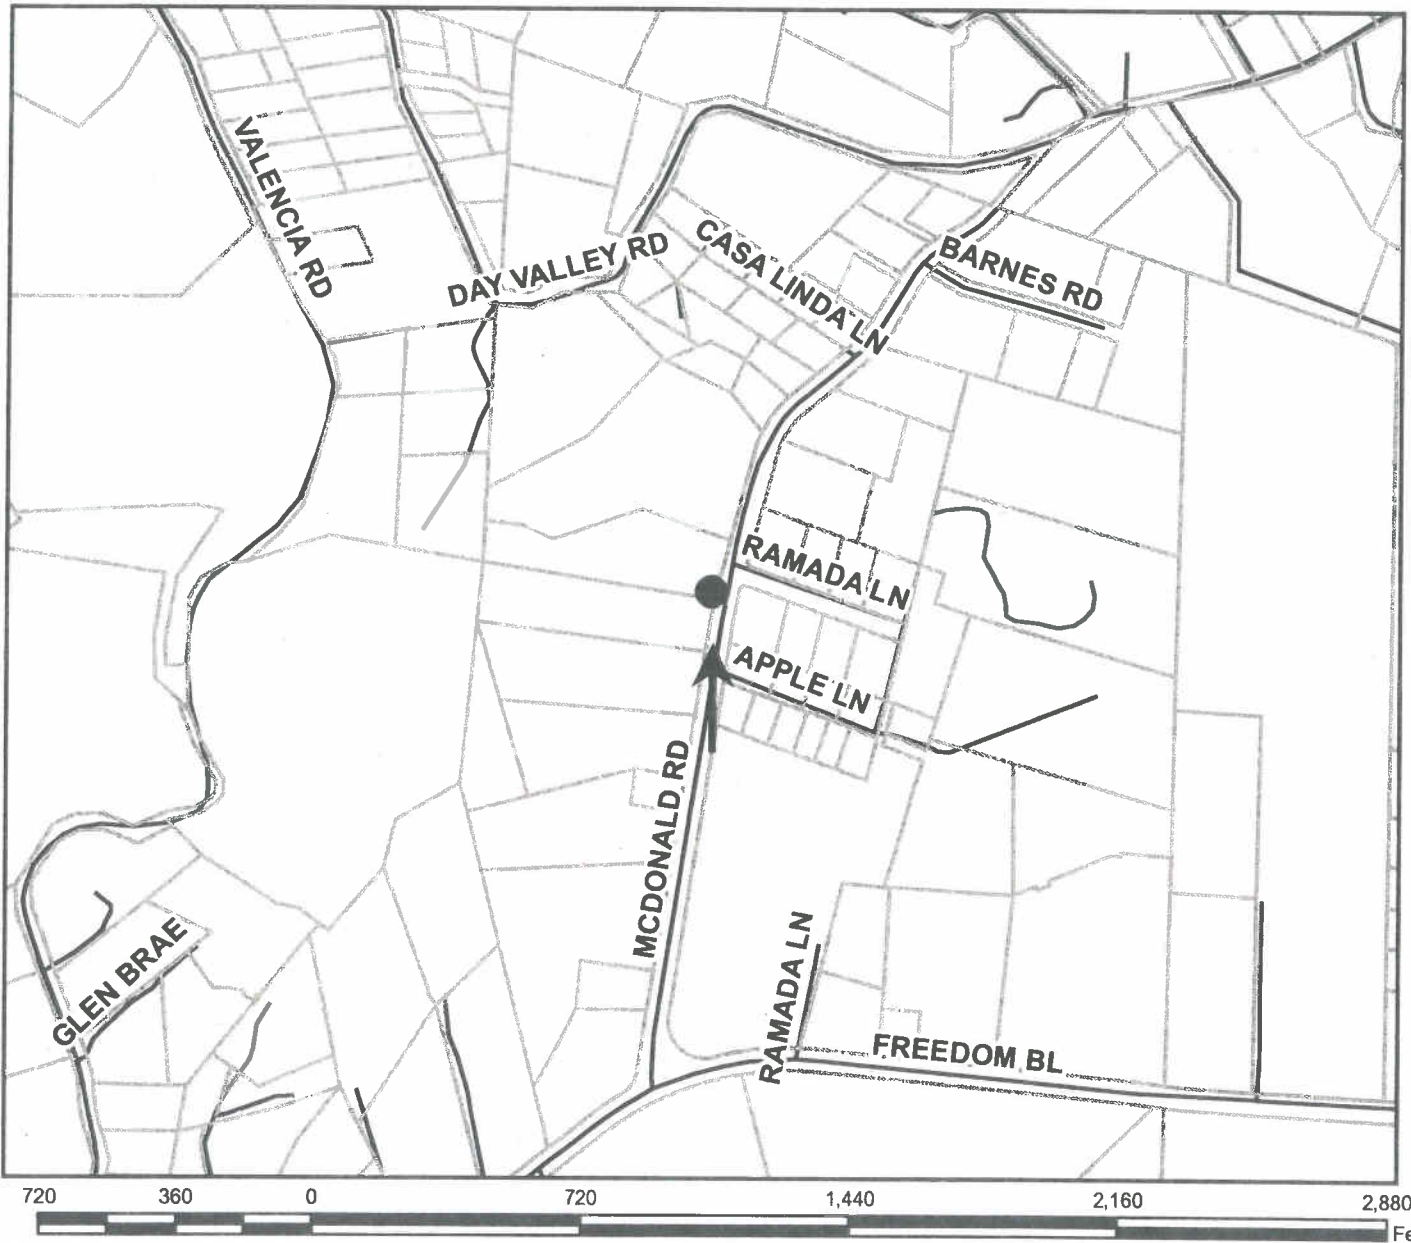 VALENCIA RD
DAY VALLEY RD
CASA LINDA LN
BARNES RD
RAMADA LN
APPLE LN
MCDONALD RD
GLEN BRAE
RAMADA LN
FREEDOM BL
720 360 0 720 1,440 2,160 2,880
Fe